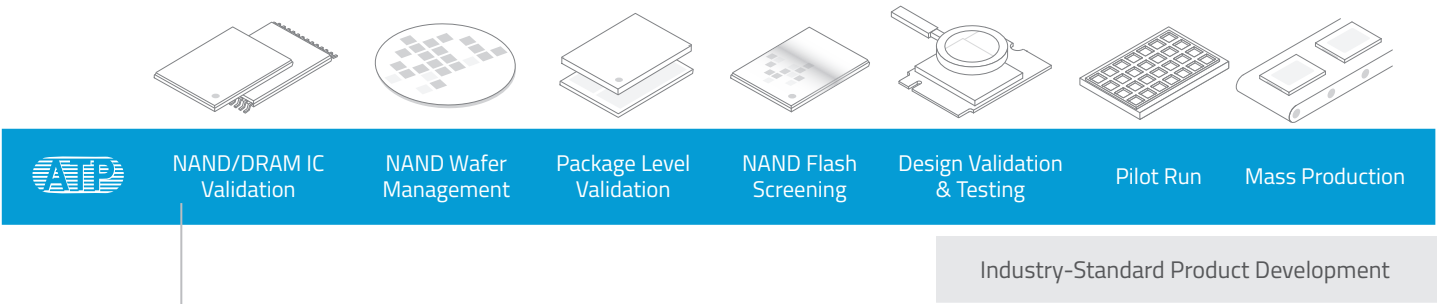 ATP
NAND/DRAM IC
Validation
NAND Wafer
Management
Package Level
Validation
NAND Flash
Screening
Design Validation
& Testing
Pilot Run
Mass Production
Industry-Standard Product Development